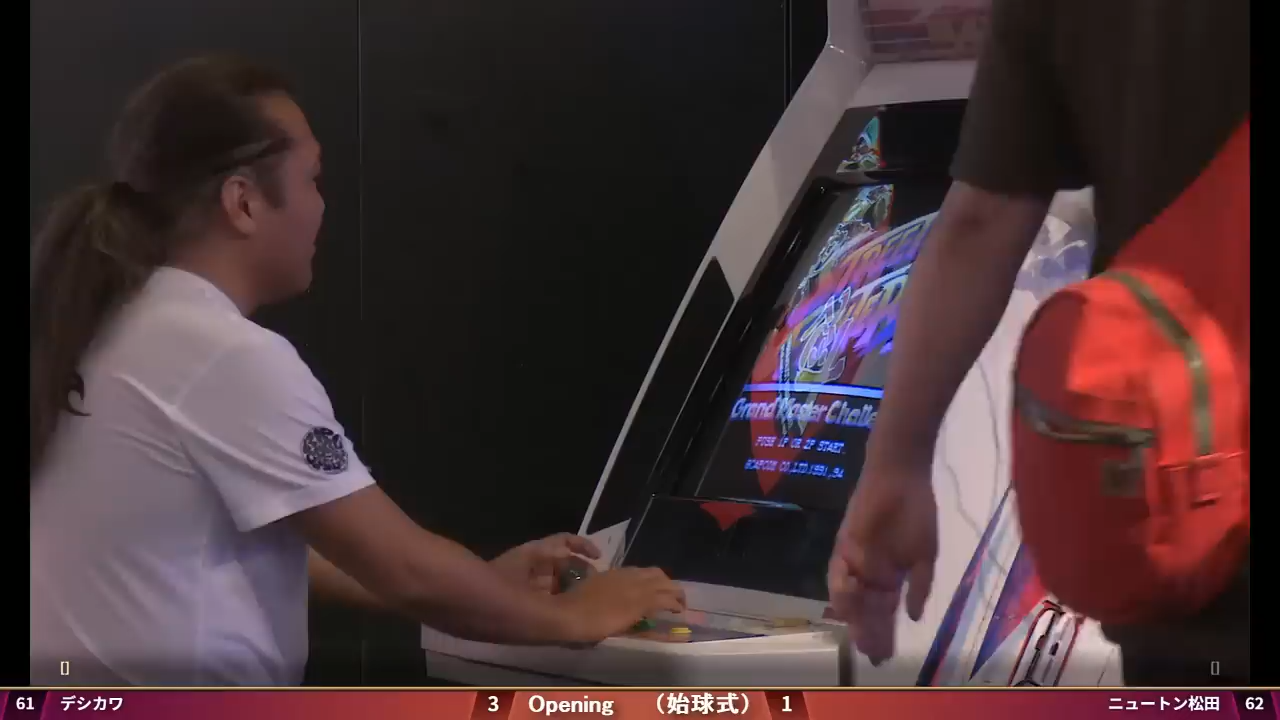 Grand Master Challe
PUSH 1P OR 2P START.
©CAPCOM CO.,LTD.1991,94
[]
[]
61 デシカワ 3 Opening （始球式） 1 ニュートン松田 62